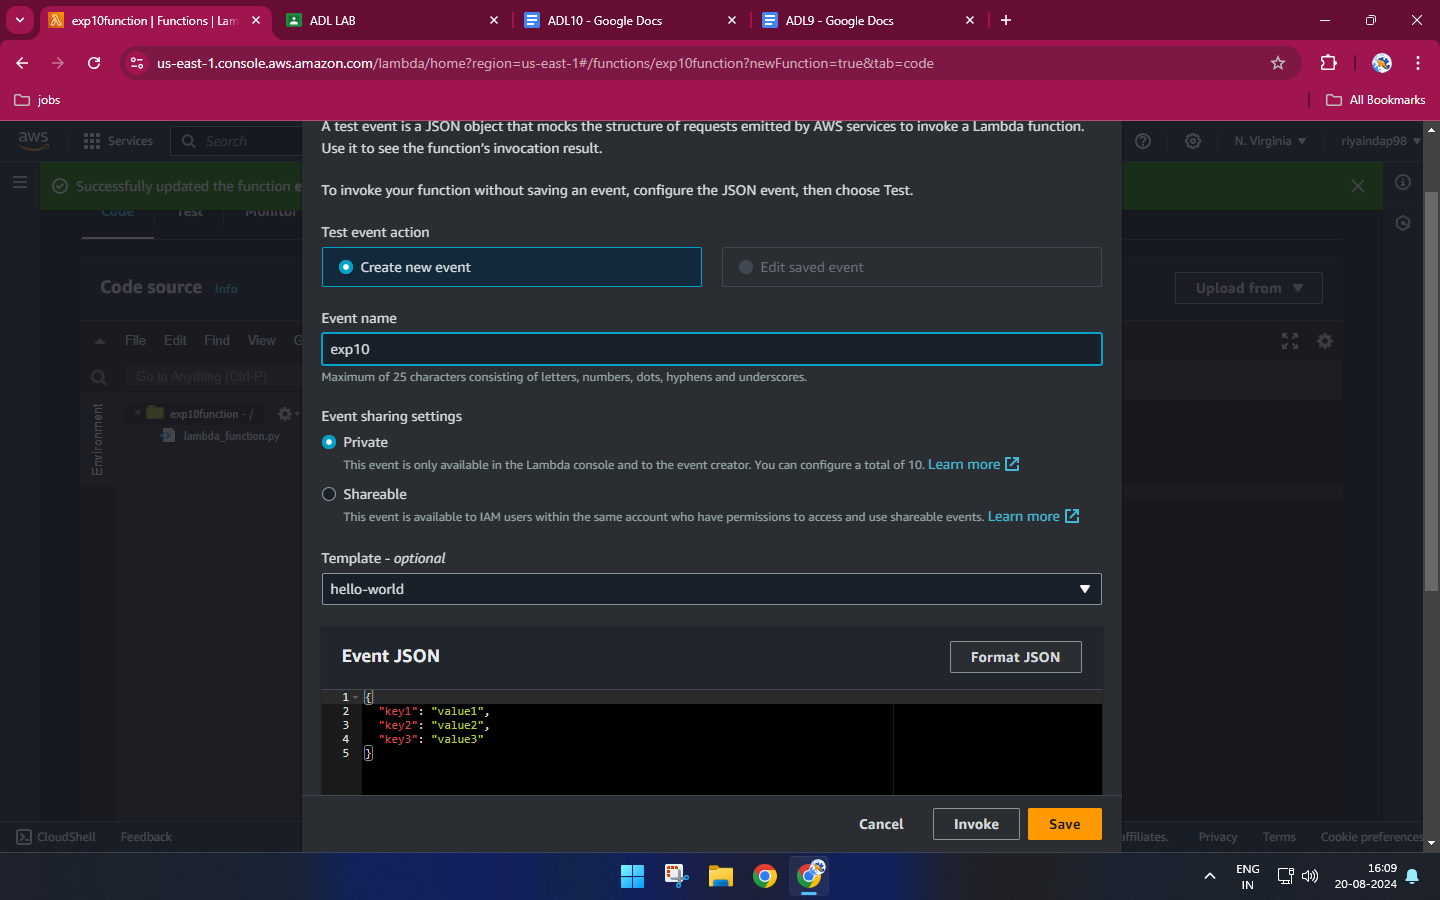 exp10function | Functions | Lam
ADL LAB
ADL10 - Google Docs
ADL9 - Google Docs
us-east-1.console.aws.amazon.com/lambda/home?region=us-east-1#/functions/exp10function?newFunction=true&tab=code
jobs
All Bookmarks
aws
Services
Search
N. Virginia
riyaindap98
Successfully updated the function e
Code
Test
Monitor
Code source
Info
Upload from
File
Edit
Find
View
G
Go to Anything (Ctrl-P)
Environment
exp10function - /
lambda_function.py
A test event is a JSON object that mocks the structure of requests emitted by AWS services to invoke a Lambda function.
Use it to see the function's invocation result.
To invoke your function without saving an event, configure the JSON event, then choose Test.
Test event action
Create new event
Edit saved event
Event name
exp10
Maximum of 25 characters consisting of letters, numbers, dots, hyphens and underscores.
Event sharing settings
Private
This event is only available in the Lambda console and to the event creator. You can configure a total of 10. Learn more
Shareable
This event is available to IAM users within the same account who have permissions to access and use shareable events. Learn more
Template - optional
hello-world
Event JSON
Format JSON
1 {
2 "key1": "value1",
3 "key2": "value2",
4 "key3": "value3"
5 }
Cancel
Invoke
Save
CloudShell
Feedback
affiliates.
Privacy
Terms
Cookie preferences
ENG
IN
16:09
20-08-2024